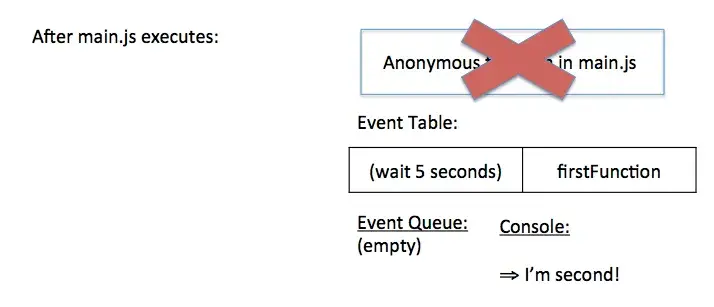 After main.js executes:
Anonymous in main.js
Event Table:
(wait 5 seconds) firstFunction
Event Queue:
(empty)
Console:
⇒ I'm second!